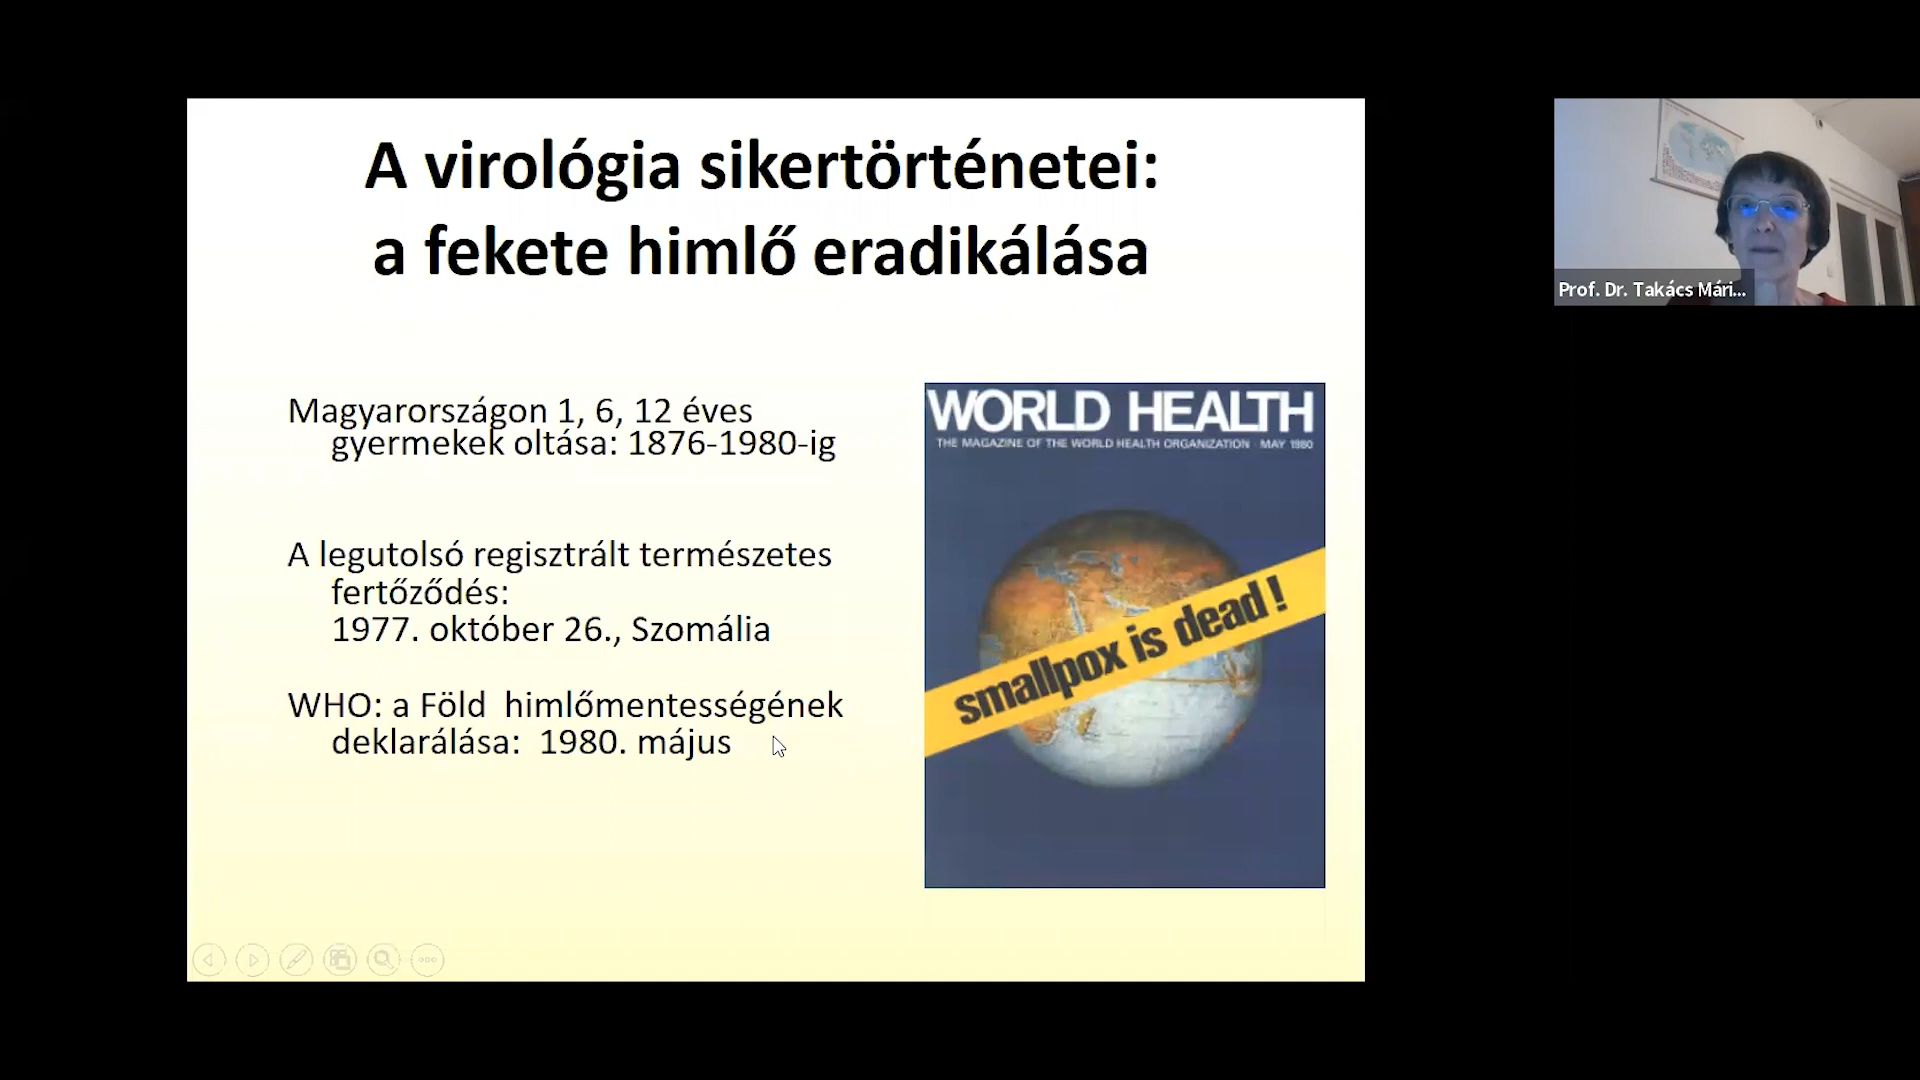 A virológia sikertörténetei:
a fekete himlő eradikálása
Magyarországon 1, 6, 12 éves
gyermekek oltása: 1876-1980-ig
A legutolsó regisztrált természetes
fertőződés:
1977. október 26., Szomália
WHO: a Föld himlőmentességének
deklarálása: 1980. május
WORLD HEALTH
THE MAGAZINE OF THE WORLD HEALTH ORGANIZATION · MAY 1980
smallpox is dead!
Prof. Dr. Takács Mári...